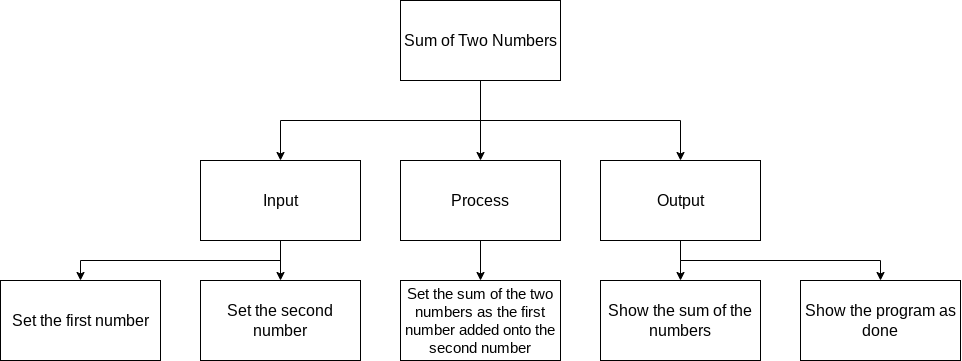 Sum of Two Numbers
Input
Process
Output
Set the first number
Set the second
number
Set the sum of the two
numbers as the first
number added onto the
second number
Show the sum of the
numbers
Show the program as
done